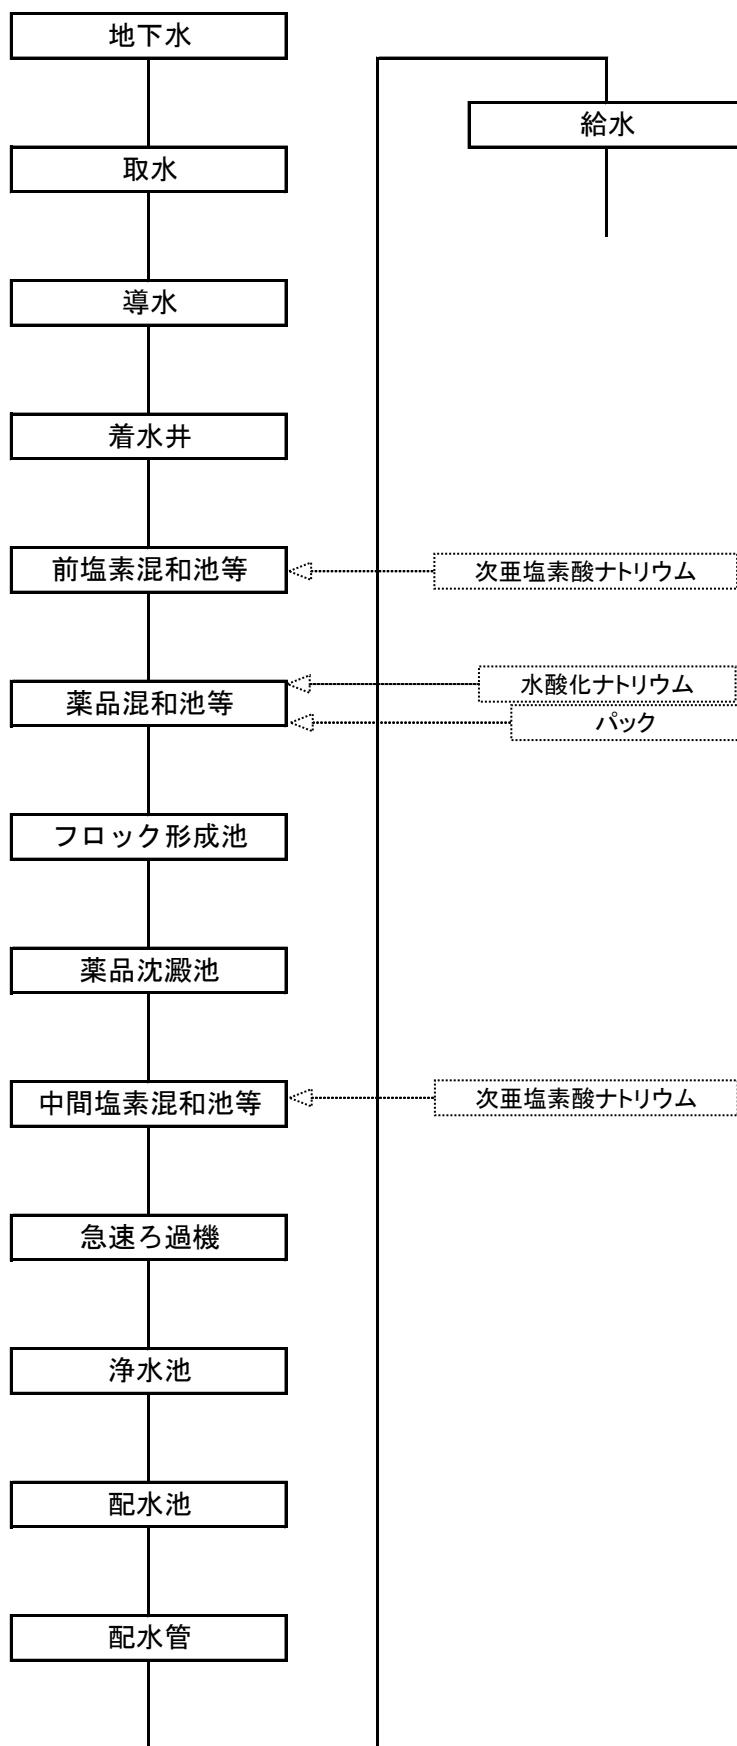 地下水
取水
導水
着水井
前塩素混和池等
次亜塩素酸ナトリウム
薬品混和池等
水酸化ナトリウム
パック
フロック形成池
薬品沈澱池
中間塩素混和池等
次亜塩素酸ナトリウム
急速ろ過機
浄水池
配水池
配水管
給水